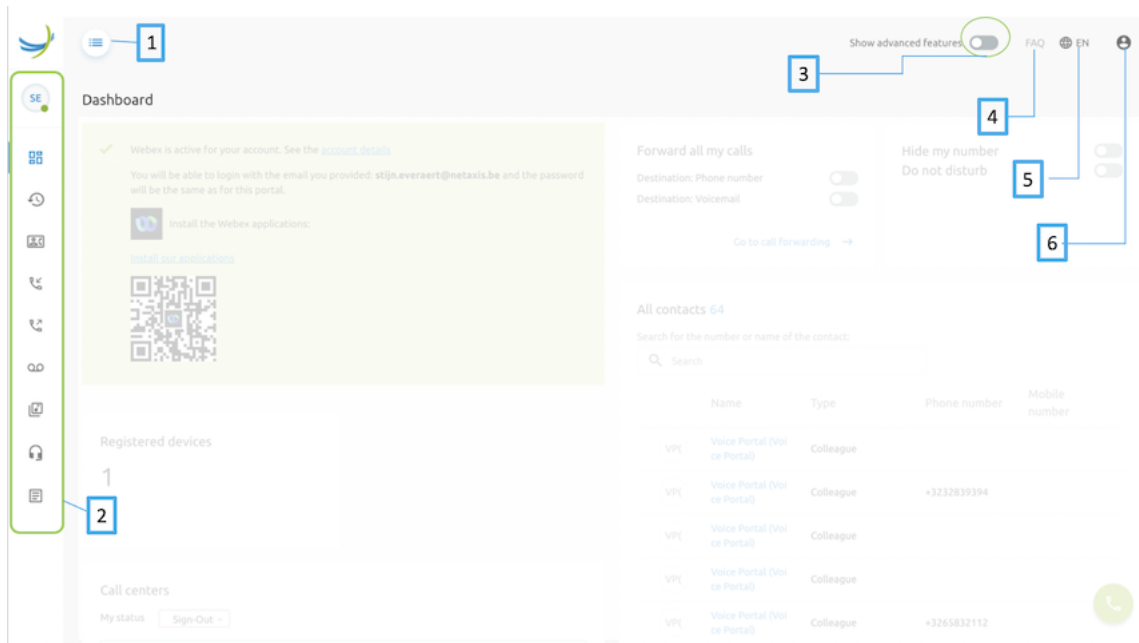 1
Show advanced features
FAQ
EN
3
SE
Dashboard
4
Webex is active for your account. See the account details
You will be able to login with the email you provided: stijn.everaert@netaxis.be and the password
will be the same as for this portal.
Install the Webex applications:
Install our applications
Forward all my calls
Destination: Phone number
Destination: Voicemail
Go to call forwarding →
Hide my number
Do not disturb
5
6
All contacts 64
Search for the number or name of the contact:
Search
Name
Type
Phone number
Mobile
number
VP(
Voice Portal (Voi
ce Portal)
Colleague
VP(
Voice Portal (Voi
ce Portal)
Colleague
+3232839394
VP(
Voice Portal (Voi
ce Portal)
Colleague
VP(
Voice Portal (Voi
ce Portal)
Colleague
VP(
Voice Portal (Voi
ce Portal)
Colleague
+3265832112
Registered devices
1
2
Call centers
My status
Sign-Out